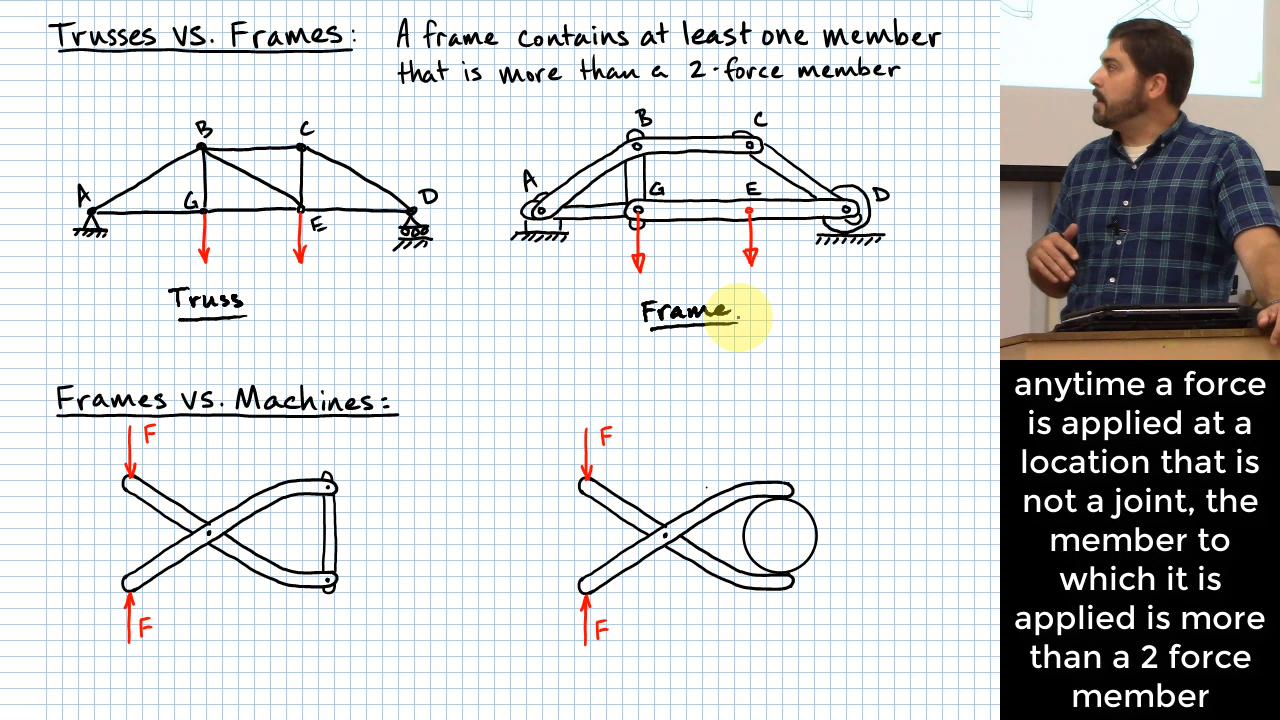 Trusses vs. Frames: A frame contains at least one member
that is more than a 2-force member
B C
A G E D
Truss
B C
A G E D
Frame.
Frames vs. Machines:
F F
F F
anytime a force
is applied at a
location that is
not a joint, the
member to
which it is
applied is more
than a 2 force
member